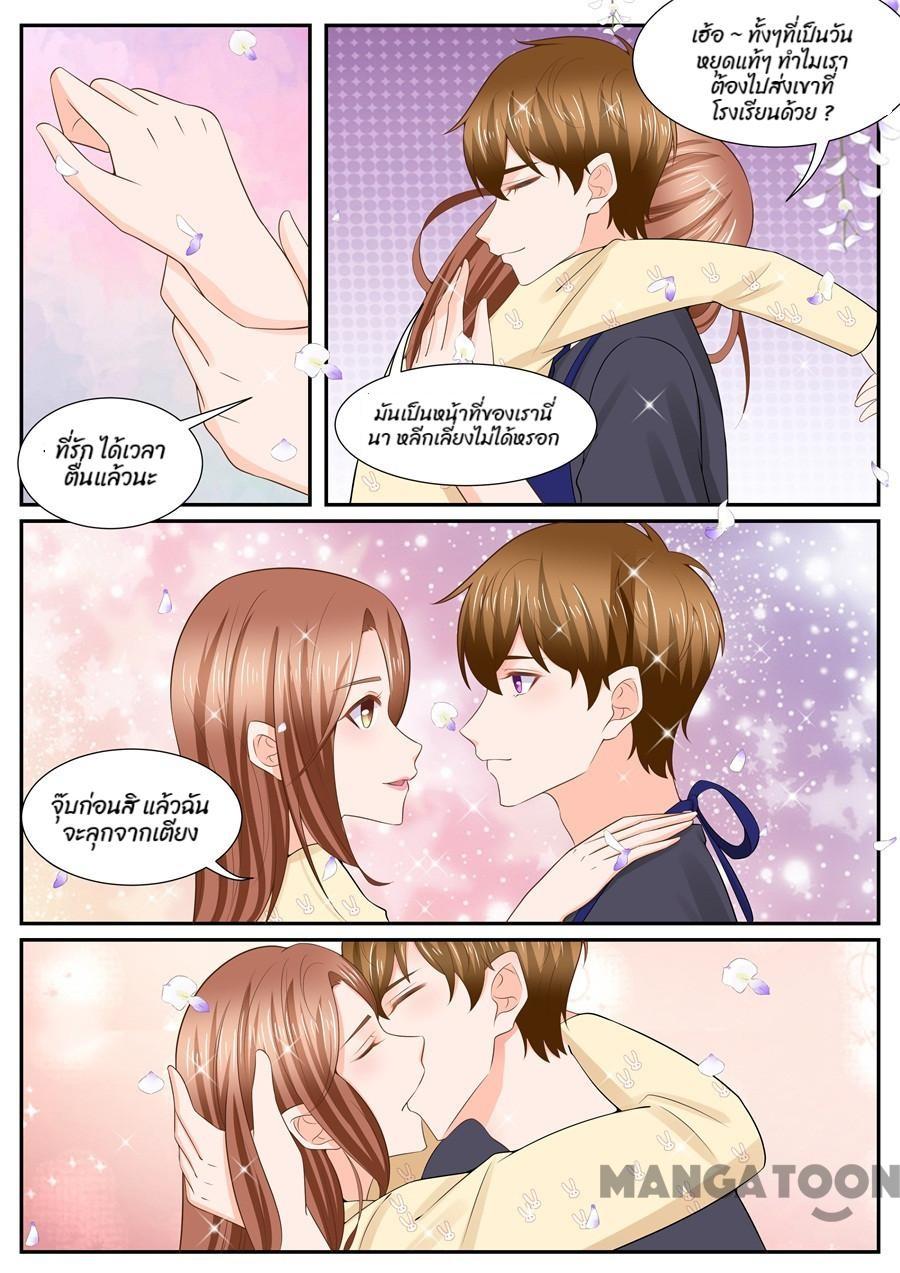 ที่รัก ได้เวลา
ตื่นแล้วนะ
เฮ้อ ~ ทั้งๆที่เป็นวัน
หยุดแท้ๆ ทำไมเรา
ต้องไปส่งเขาที่
โรงเรียนด้วย ?
มันเป็นหน้าที่ของเรานี่
นา หลีกเลี่ยงไม่ได้หรอก
จุ๊บก่อนสิ แล้วฉัน
จะลุกจากเตียง
MANGATOON